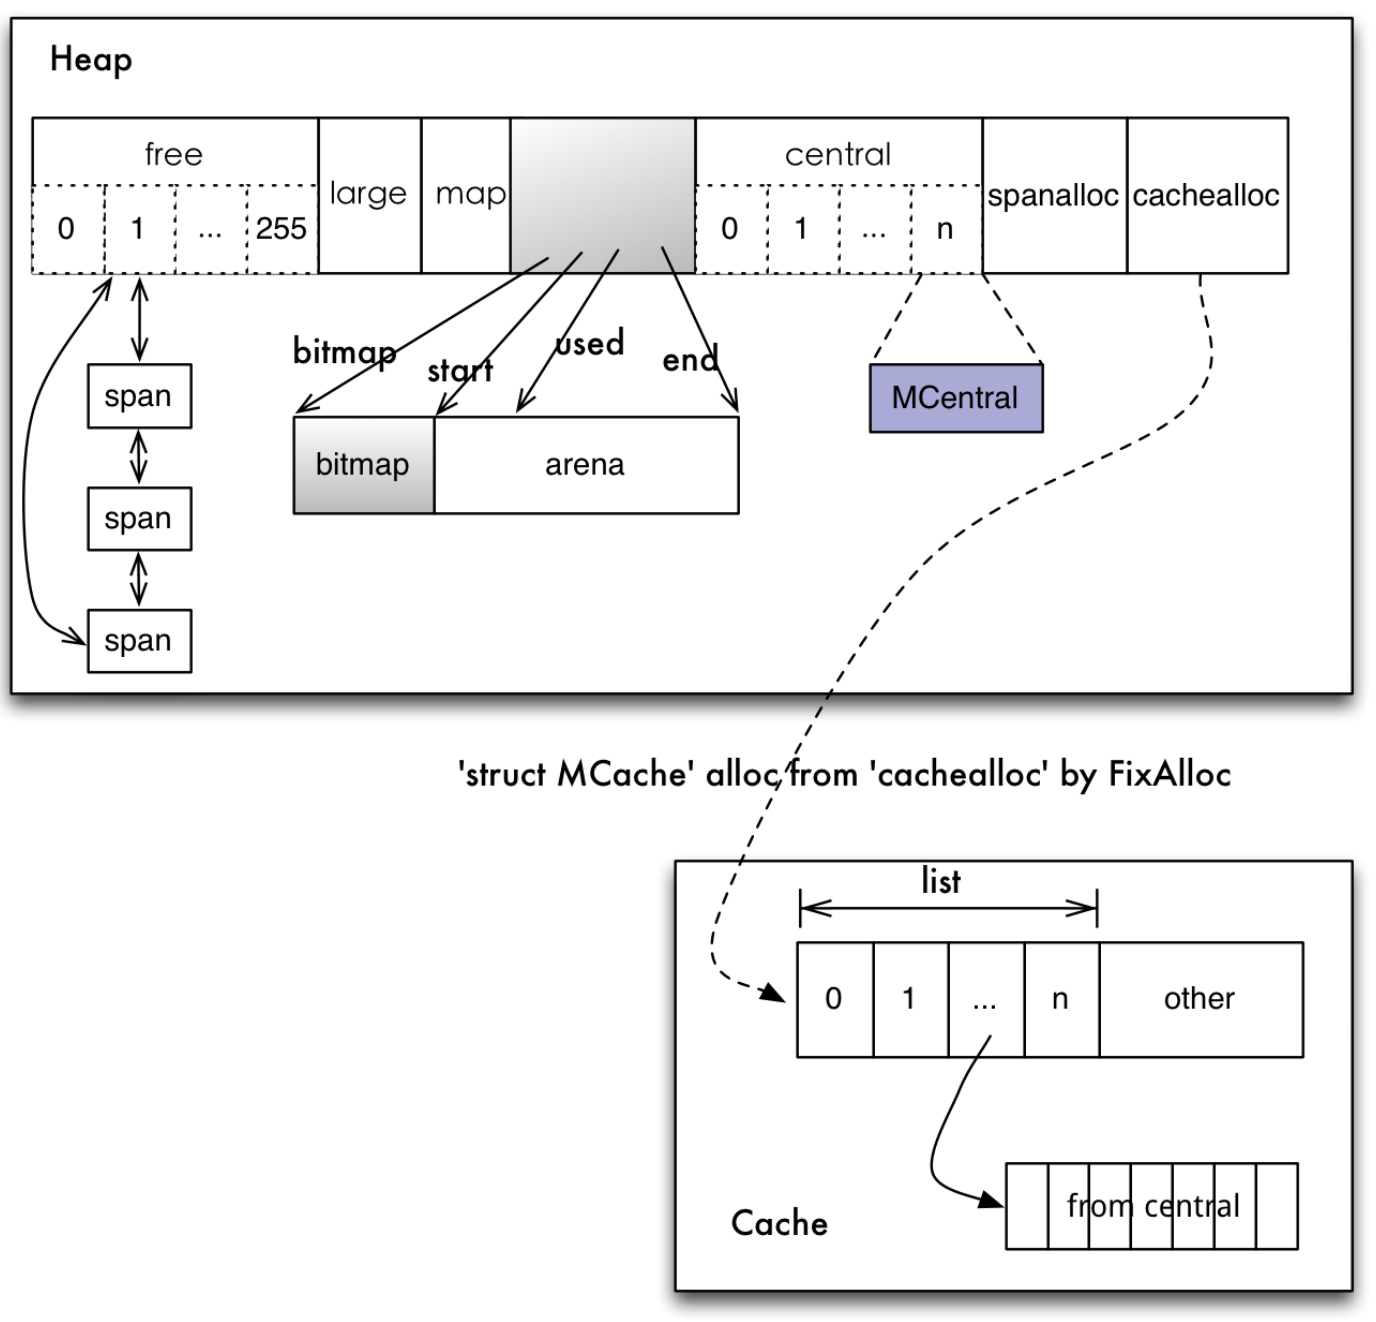 Heap
free
large
map
central
spanalloc
cachealloc
0
1
...
255
0
1
...
n
bitmap
start
used
end
span
MCentral
bitmap
arena
span
span
'struct MCache' alloc from 'cachealloc' by FixAlloc
list
0
1
...
n
other
from central
Cache